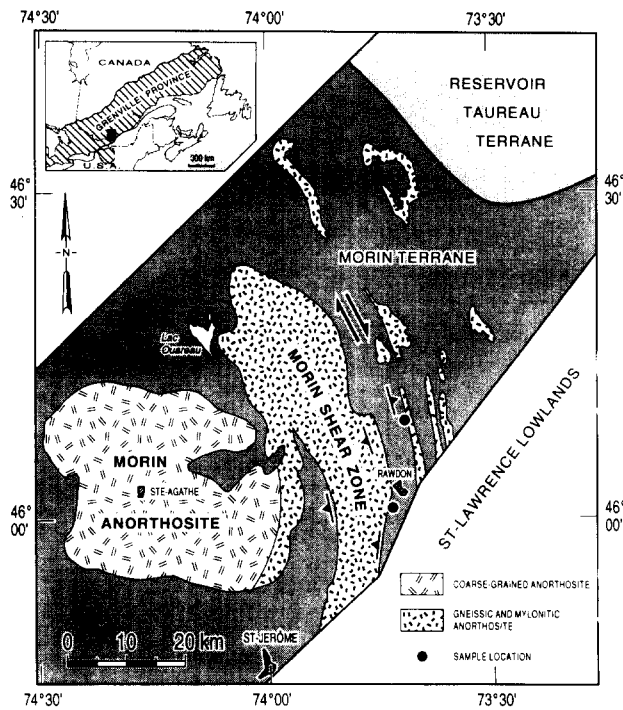 74°30' 74°00' 73°30'
CANADA
GRENVILLE PROVINCE
U.S.A
300 km
RESERVOIR
TAUREAU
TERRANE
46°
30'
46°
30'
-N-
MORIN TERRANE
Lac
Ouareau
MORIN SHEAR ZONE
MORIN
STE-AGATHE
ANORTHOSITE
RAWDON
ST-LAWRENCE LOWLANDS
46°
00'
46°
00'
COARSE-GRAINED ANORTHOSITE
GNEISSIC AND MYLONITIC
ANORTHOSITE
SAMPLE LOCATION
0 10 20 km
ST-JERÔME
74°30' 74°00' 73°30'